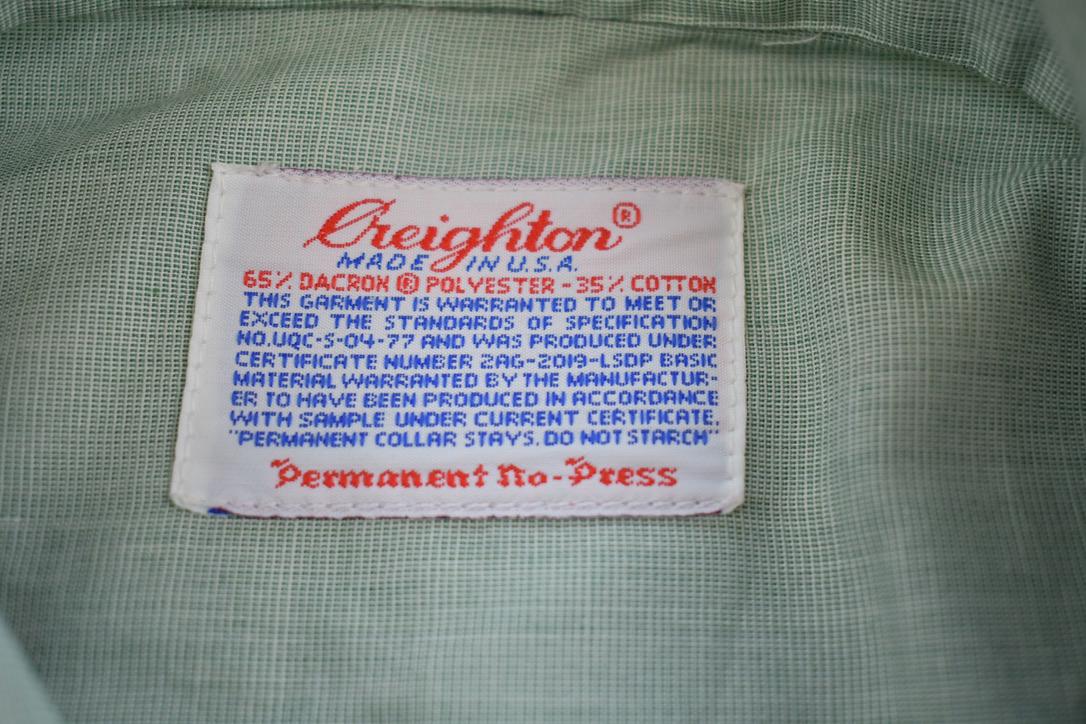 Creighton®
MADE IN U.S.A.
65% DACRON ® POLYESTER - 35% COTTON
THIS GARMENT IS WARRANTED TO MEET OR
EXCEED THE STANDARDS OF SPECIFICATION
NO.UQC-S-04-77 AND WAS PRODUCED UNDER
CERTIFICATE NUMBER 2AG-2019-LSDP BASIC
MATERIAL WARRANTED BY THE MANUFACTUR-
ER TO HAVE BEEN PRODUCED IN ACCORDANCE
WITH SAMPLE UNDER CURRENT CERTIFICATE.
"PERMANENT COLLAR STAYS. DO NOT STARCH"
Permanent No-Press